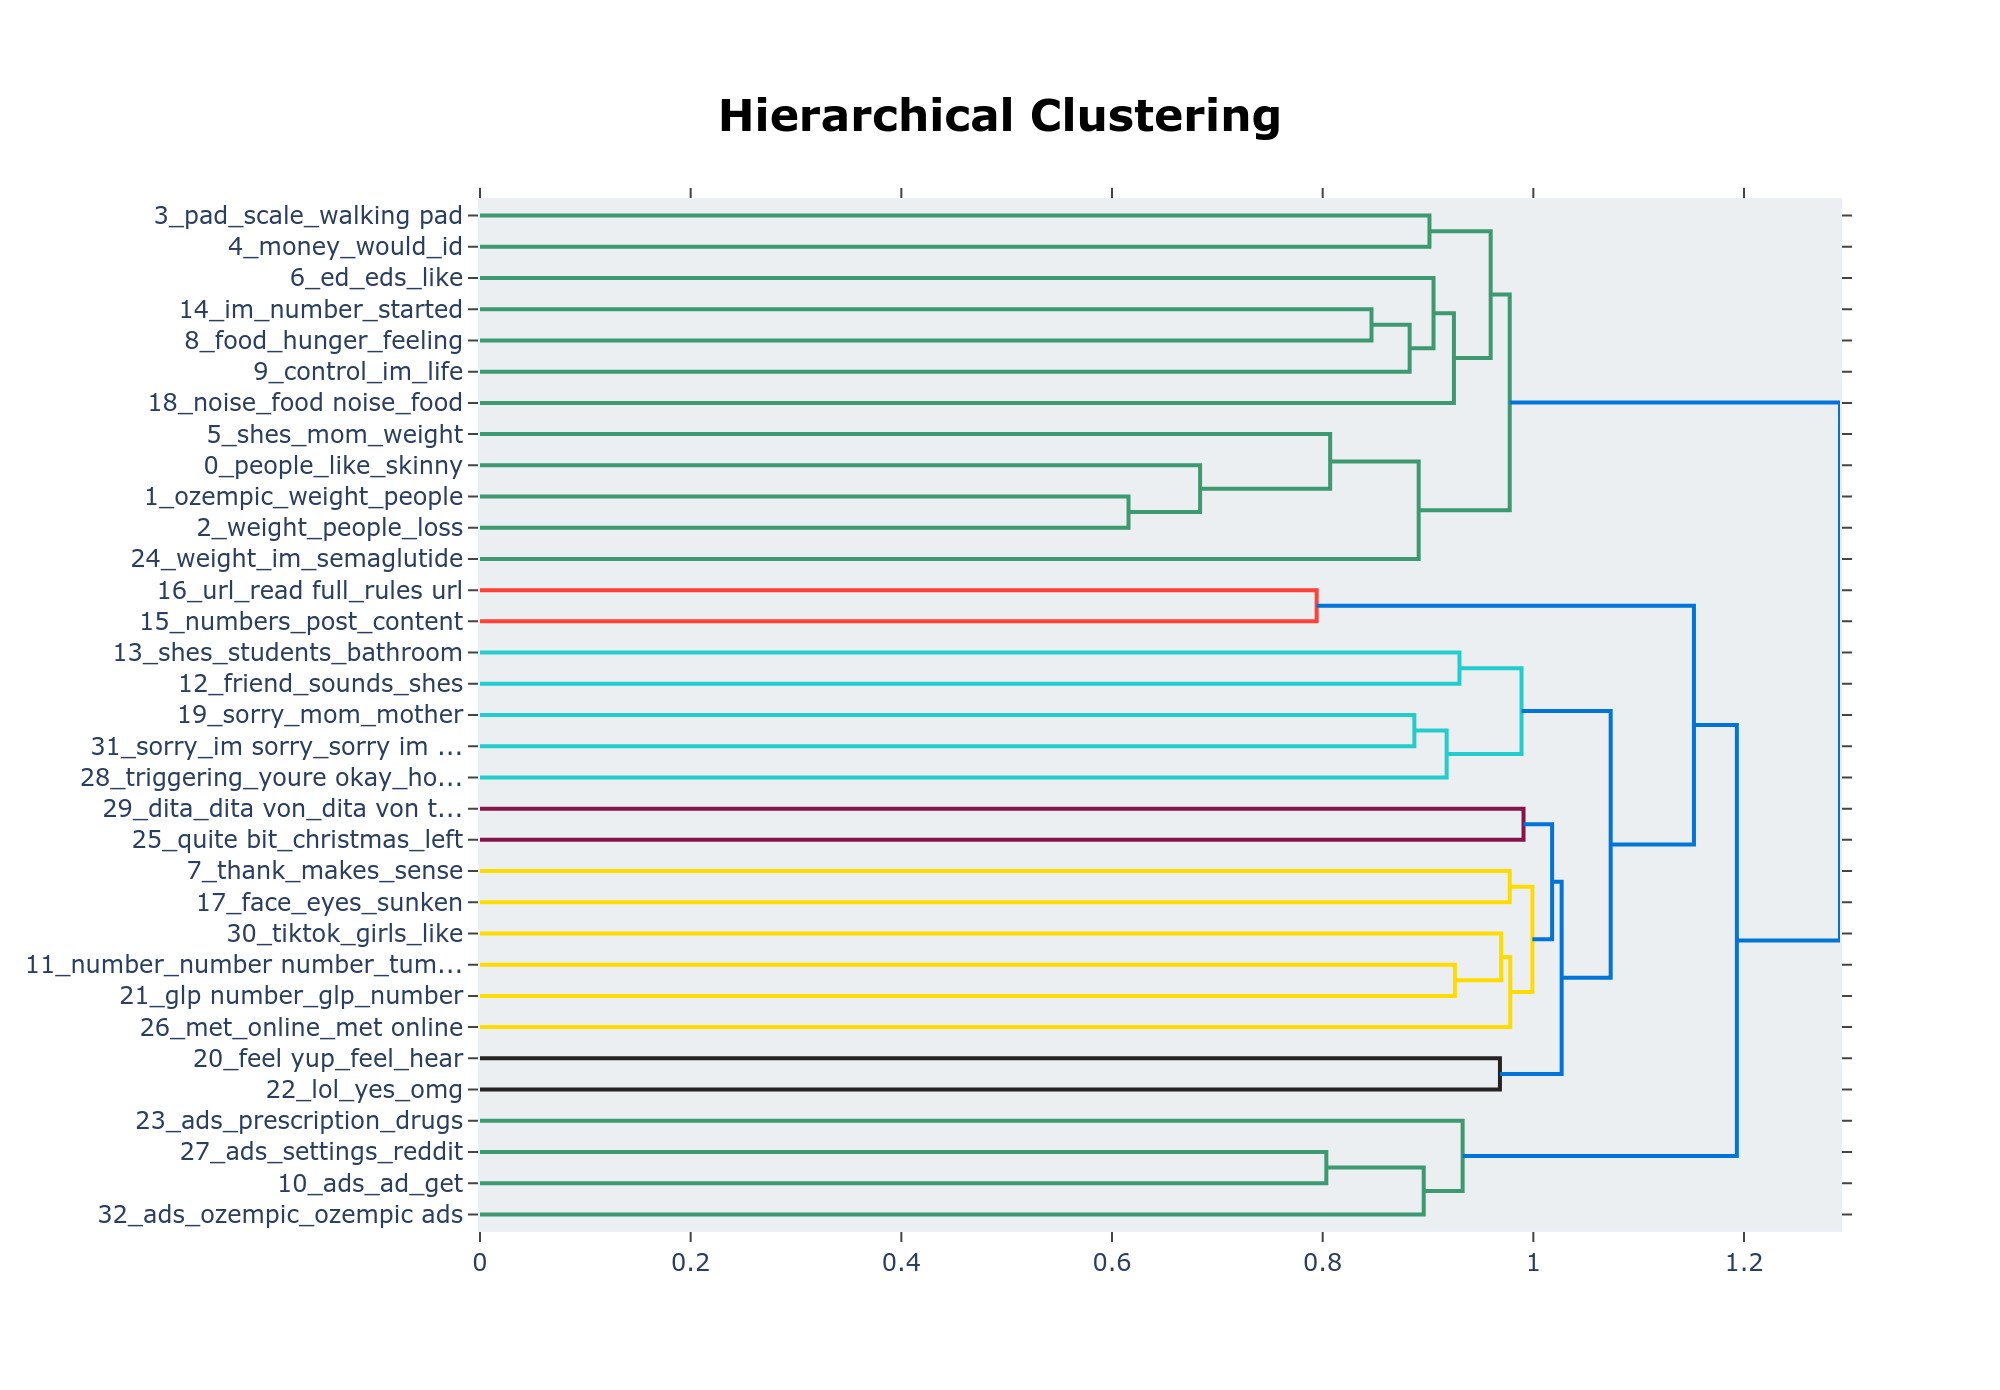 Hierarchical Clustering
3_pad_scale_walking pad
4_money_would_id
6_ed_eds_like
14_im_number_started
8_food_hunger_feeling
9_control_im_life
18_noise_food noise_food
5_shes_mom_weight
0_people_like_skinny
1_ozempic_weight_people
2_weight_people_loss
24_weight_im_semaglutide
16_url_read full_rules url
15_numbers_post_content
13_shes_students_bathroom
12_friend_sounds_shes
19_sorry_mom_mother
31_sorry_im sorry_sorry im ...
28_triggering_youre okay_ho...
29_dita_dita von_dita von t...
25_quite bit_christmas_left
7_thank_makes_sense
17_face_eyes_sunken
30_tiktok_girls_like
11_number_number number_tum...
21_glp number_glp_number
26_met_online_met online
20_feel yup_feel_hear
22_lol_yes_omg
23_ads_prescription_drugs
27_ads_settings_reddit
10_ads_ad_get
32_ads_ozempic_ozempic ads
0 0.2 0.4 0.6 0.8 1 1.2